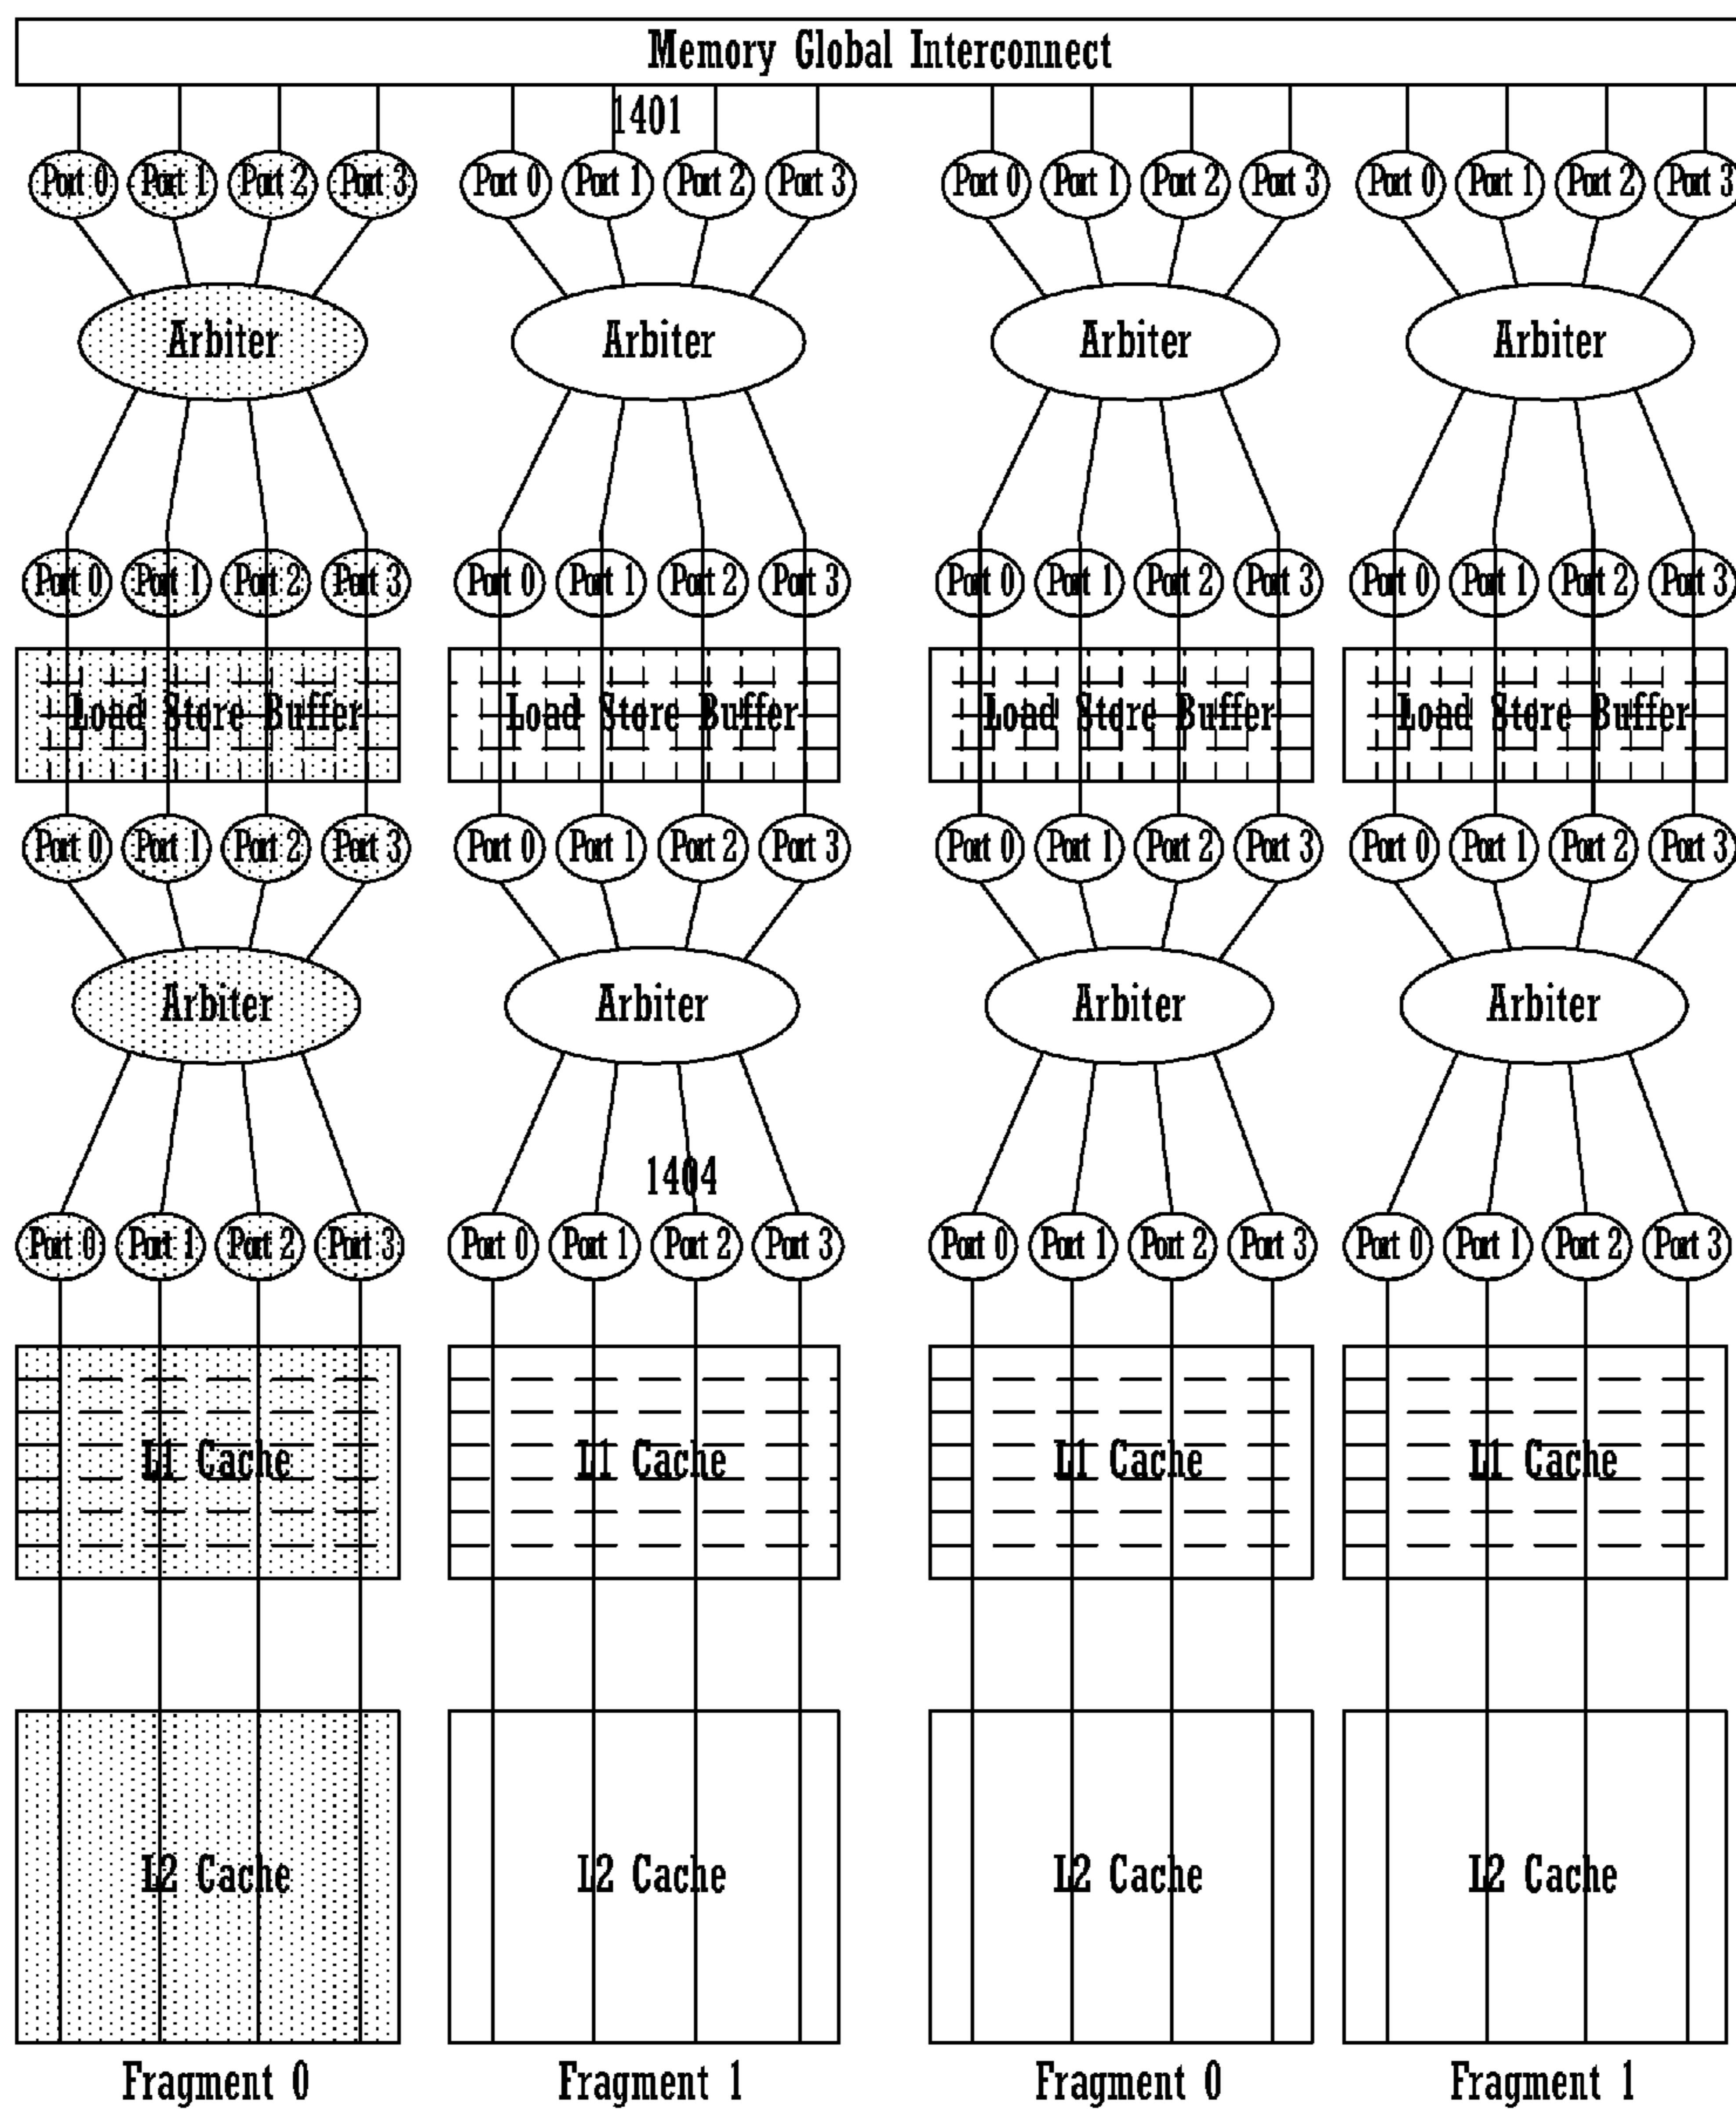 Memory Global Interconnect
1401
Port 0 Port 1 Port 2 Port 3 Port 0 Port 1 Port 2 Port 3 Port 0 Port 1 Port 2 Port 3 Port 0 Port 1 Port 2 Port 3
Arbiter Arbiter Arbiter Arbiter
Port 0 Port 1 Port 2 Port 3 Port 0 Port 1 Port 2 Port 3 Port 0 Port 1 Port 2 Port 3 Port 0 Port 1 Port 2 Port 3
Load Store Buffer Load Store Buffer Load Store Buffer Load Store Buffer
Port 0 Port 1 Port 2 Port 3 Port 0 Port 1 Port 2 Port 3 Port 0 Port 1 Port 2 Port 3 Port 0 Port 1 Port 2 Port 3
Arbiter Arbiter Arbiter Arbiter
1404
Port 0 Port 1 Port 2 Port 3 Port 0 Port 1 Port 2 Port 3 Port 0 Port 1 Port 2 Port 3 Port 0 Port 1 Port 2 Port 3
L1 Cache L1 Cache L1 Cache L1 Cache
L2 Cache L2 Cache L2 Cache L2 Cache
Fragment 0 Fragment 1 Fragment 0 Fragment 1